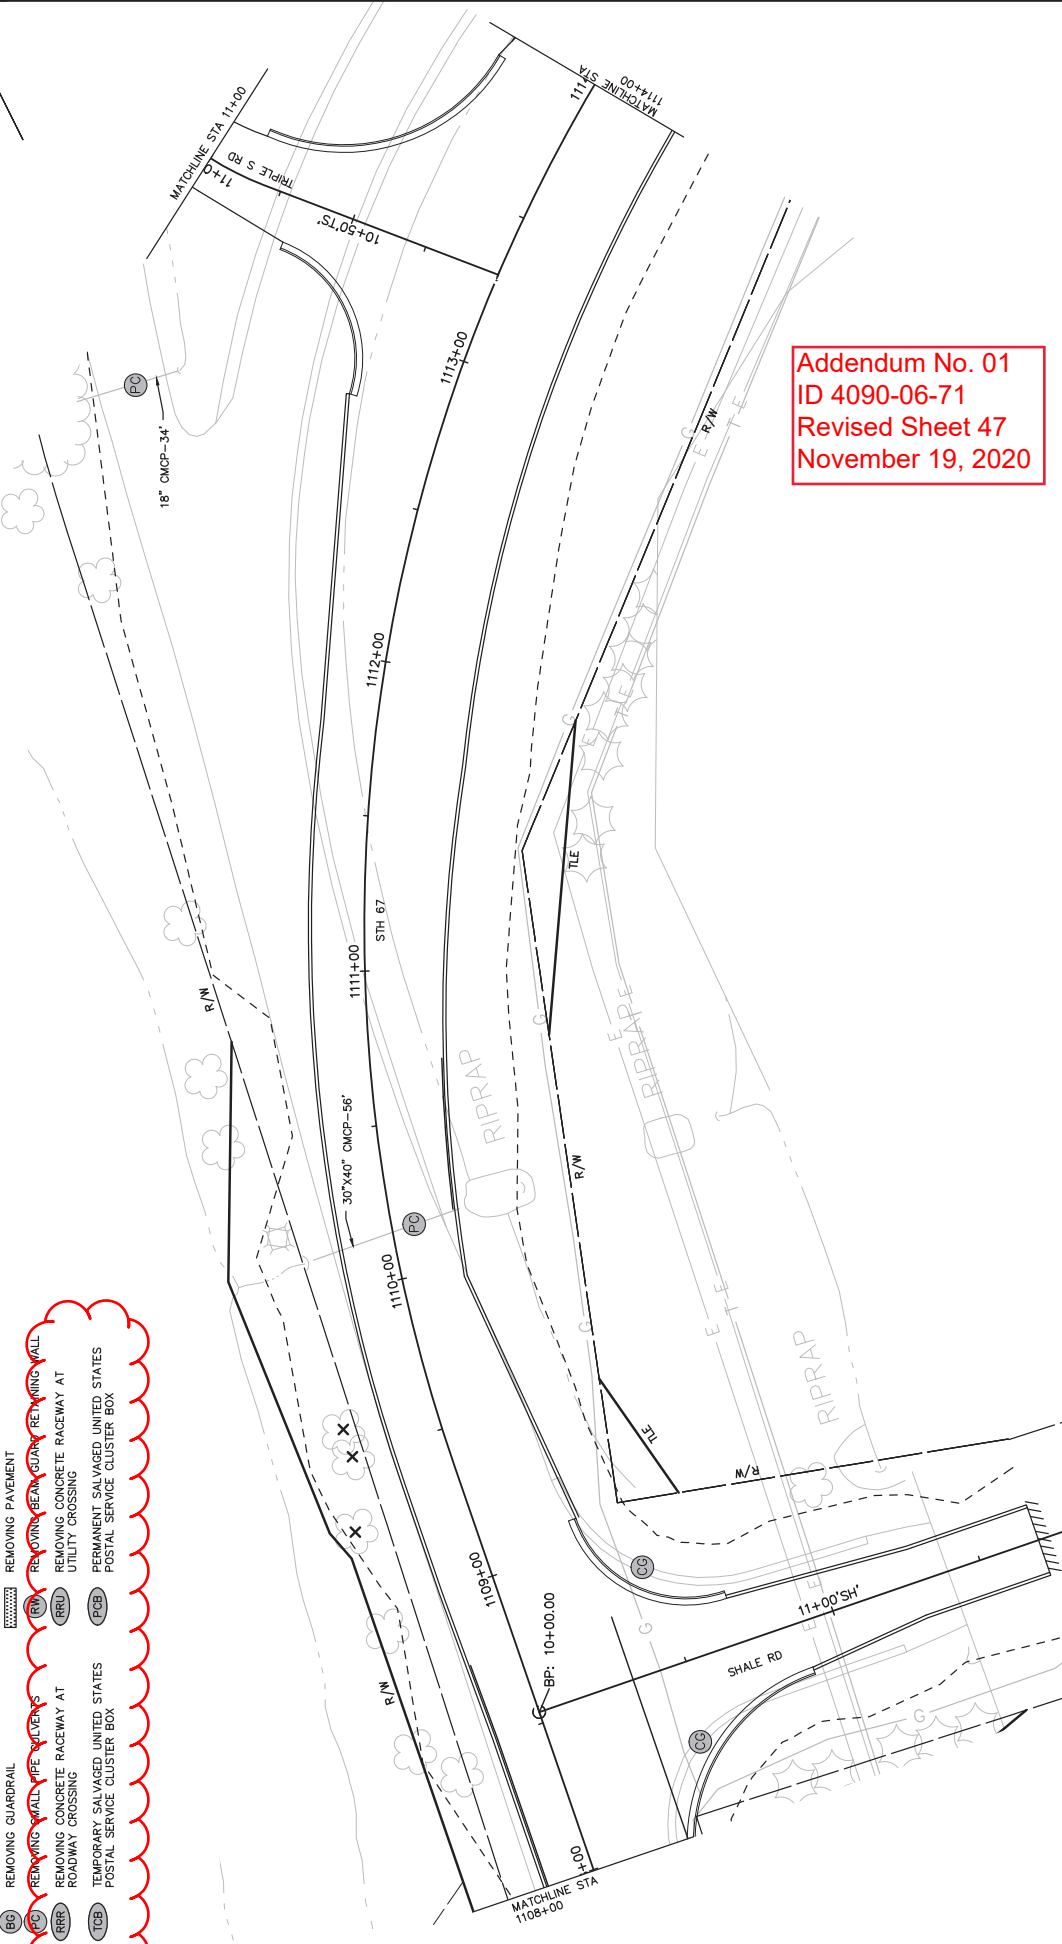 MATCHLINE STA 11+00
11+0
TRIPLE S RD
10+50'TS'
MATCHLINE STA
1114+00
1114
Addendum No. 01
ID 4090-06-71
Revised Sheet 47
November 19, 2020
PC
18" CMCP-34'
1113+00
G
E
R/W
T E
1112+00
G
E
T E
TLE
STH 67
1111+00
R/W
G
E
RIPRAP
E
RIPRAP
30"X40" CMCP-56'
R/W
PC
1110+00
G
E
T E
RIPRAP
TLE
R/W
X
X
X
1109+00
CG
G
11+00'SH'
E
E
BP: 10+00.00
SHALE RD
R/W
CG
G
+00
MATCHLINE STA
1108+00
REMOVING PAVEMENT
RW
REMOVING BEAM GUARD RETAINING WALL
RRU
REMOVING CONCRETE RACEWAY AT
UTILITY CROSSING
PCB
PERMANENT SALVAGED UNITED STATES
POSTAL SERVICE CLUSTER BOX
BG
REMOVING GUARDRAIL
PC
REMOVING SMALL PIPE CULVERTS
RRR
REMOVING CONCRETE RACEWAY AT
ROADWAY CROSSING
TCB
TEMPORARY SALVAGED UNITED STATES
POSTAL SERVICE CLUSTER BOX